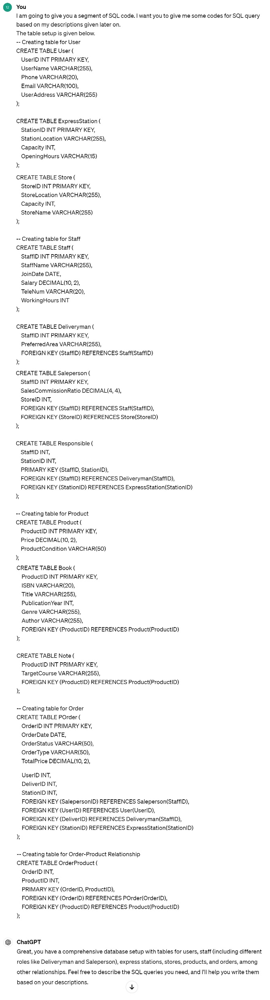 12
You
I am going to give you a segment of SQL code. I want you to give me some codes for SQL query
based on my descriptions given later on.
The table setup is given below.
-- Creating table for User
CREATE TABLE User (
UserID INT PRIMARY KEY,
UserName VARCHAR(255),
Phone VARCHAR(20),
Email VARCHAR(100),
UserAddress VARCHAR(255)
);
CREATE TABLE ExpressStation (
StationID INT PRIMARY KEY,
StationLocation VARCHAR(255),
Capacity INT,
OpeningHours VARCHAR(15)
);
CREATE TABLE Store (
StoreID INT PRIMARY KEY,
StoreLocation VARCHAR(255),
Capacity INT,
StoreName VARCHAR(255)
);
-- Creating table for Staff
CREATE TABLE Staff (
StaffID INT PRIMARY KEY,
StaffName VARCHAR(255),
JoinDate DATE,
Salary DECIMAL(10, 2),
TeleNum VARCHAR(20),
WorkingHours INT
);
CREATE TABLE Deliveryman (
StaffID INT PRIMARY KEY,
PreferredArea VARCHAR(255),
FOREIGN KEY (StaffID) REFERENCES Staff(StaffID)
);
CREATE TABLE Saleperson (
StaffID INT PRIMARY KEY,
SalesCommissionRatio DECIMAL(4, 4),
StoreID INT,
FOREIGN KEY (StaffID) REFERENCES Staff(StaffID),
FOREIGN KEY (StoreID) REFERENCES Store(StoreID)
);
CREATE TABLE Responsible (
StaffID INT,
StationID INT,
PRIMARY KEY (StaffID, StationID),
FOREIGN KEY (StaffID) REFERENCES Deliveryman(StaffID),
FOREIGN KEY (StationID) REFERENCES ExpressStation(StationID)
);
-- Creating table for Product
CREATE TABLE Product (
ProductID INT PRIMARY KEY,
Price DECIMAL(10, 2),
ProductCondition VARCHAR(50)
);
CREATE TABLE Book (
ProductID INT PRIMARY KEY,
ISBN VARCHAR(20),
Title VARCHAR(255),
PublicationYear INT,
Genre VARCHAR(255),
Author VARCHAR(255),
FOREIGN KEY (ProductID) REFERENCES Product(ProductID)
);
CREATE TABLE Note (
ProductID INT PRIMARY KEY,
TargetCourse VARCHAR(255),
FOREIGN KEY (ProductID) REFERENCES Product(ProductID)
);
-- Creating table for Order
CREATE TABLE POrder (
OrderID INT PRIMARY KEY,
OrderDate DATE,
OrderStatus VARCHAR(50),
OrderType VARCHAR(50),
TotalPrice DECIMAL(10, 2),
UserID INT,
DeliverID INT,
StationID INT,
FOREIGN KEY (SalepersonID) REFERENCES Saleperson(StaffID),
FOREIGN KEY (UserID) REFERENCES User(UserID),
FOREIGN KEY (DeliverID) REFERENCES Deliveryman(StaffID),
FOREIGN KEY (StationID) REFERENCES ExpressStation(StationID)
);
-- Creating table for Order-Product Relationship
CREATE TABLE OrderProduct (
OrderID INT,
ProductID INT,
PRIMARY KEY (OrderID, ProductID),
FOREIGN KEY (OrderID) REFERENCES POrder(OrderID),
FOREIGN KEY (ProductID) REFERENCES Product(ProductID)
);
ChatGPT
Great, you have a comprehensive database setup with tables for users, staff (including different
roles like Deliveryman and Saleperson), express stations, stores, products, and orders, among
other relationships. Feel free to describe the SQL queries you need, and I'll help you write them
based on your descriptions.